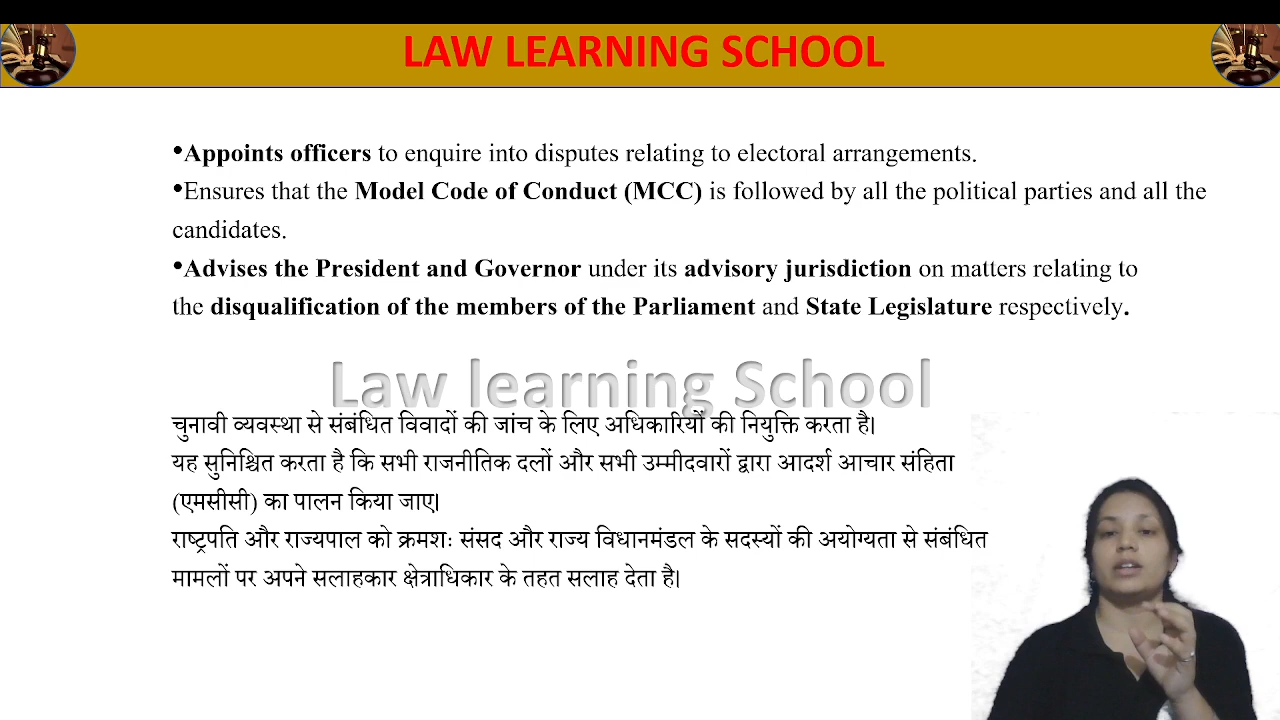 LAW LEARNING SCHOOL
•Appoints officers to enquire into disputes relating to electoral arrangements.
•Ensures that the Model Code of Conduct (MCC) is followed by all the political parties and all the
candidates.
•Advises the President and Governor under its advisory jurisdiction on matters relating to
the disqualification of the members of the Parliament and State Legislature respectively.
Law learning School
चुनावी व्यवस्था से संबंधित विवादों की जांच के लिए अधिकारियों की नियुक्ति करता है।
यह सुनिश्चित करता है कि सभी राजनीतिक दलों और सभी उम्मीदवारों द्वारा आदर्श आचार संहिता
(एमसीसी) का पालन किया जाए।
राष्ट्रपति और राज्यपाल को क्रमशः संसद और राज्य विधानमंडल के सदस्यों की अयोग्यता से संबंधित
मामलों पर अपने सलाहकार क्षेत्राधिकार के तहत सलाह देता है।